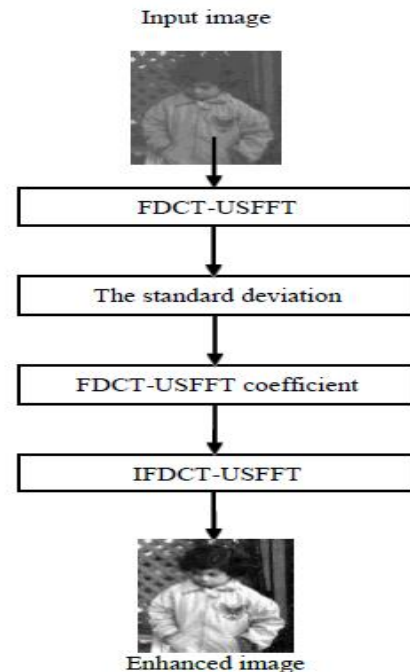 Input image
FDCT-USFFT
The standard deviation
FDCT-USFFT coefficient
IFDCT-USFFT
Enhanced image